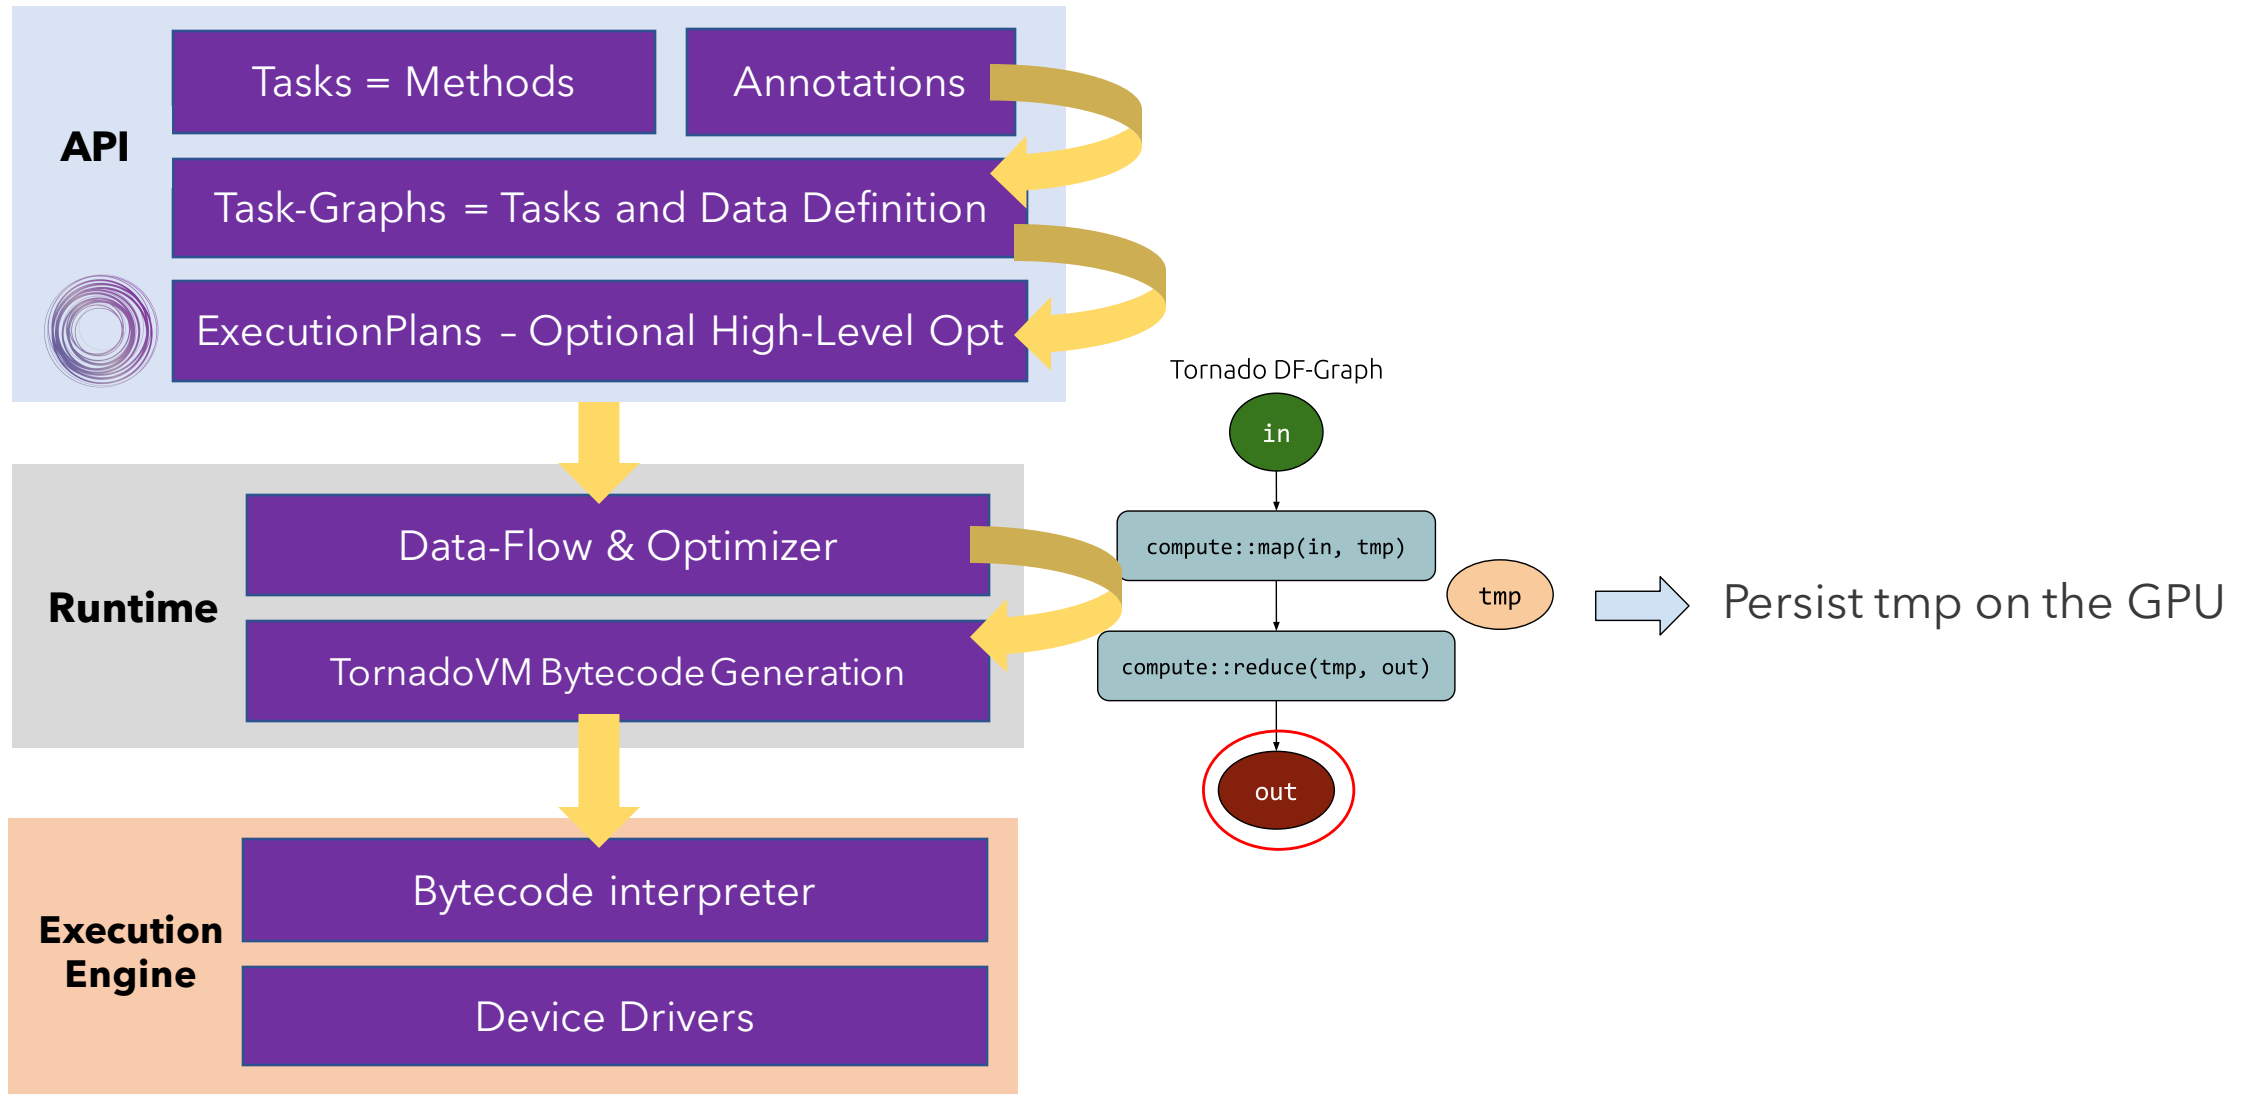 API
Tasks = Methods
Annotations
Task-Graphs = Tasks and Data Definition
ExecutionPlans – Optional High-Level Opt
Runtime
Data-Flow & Optimizer
TornadoVM Bytecode Generation
Execution
Engine
Bytecode interpreter
Device Drivers
Tornado DF-Graph
in
compute::map(in, tmp)
tmp
Persist tmp on the GPU
compute::reduce(tmp, out)
out